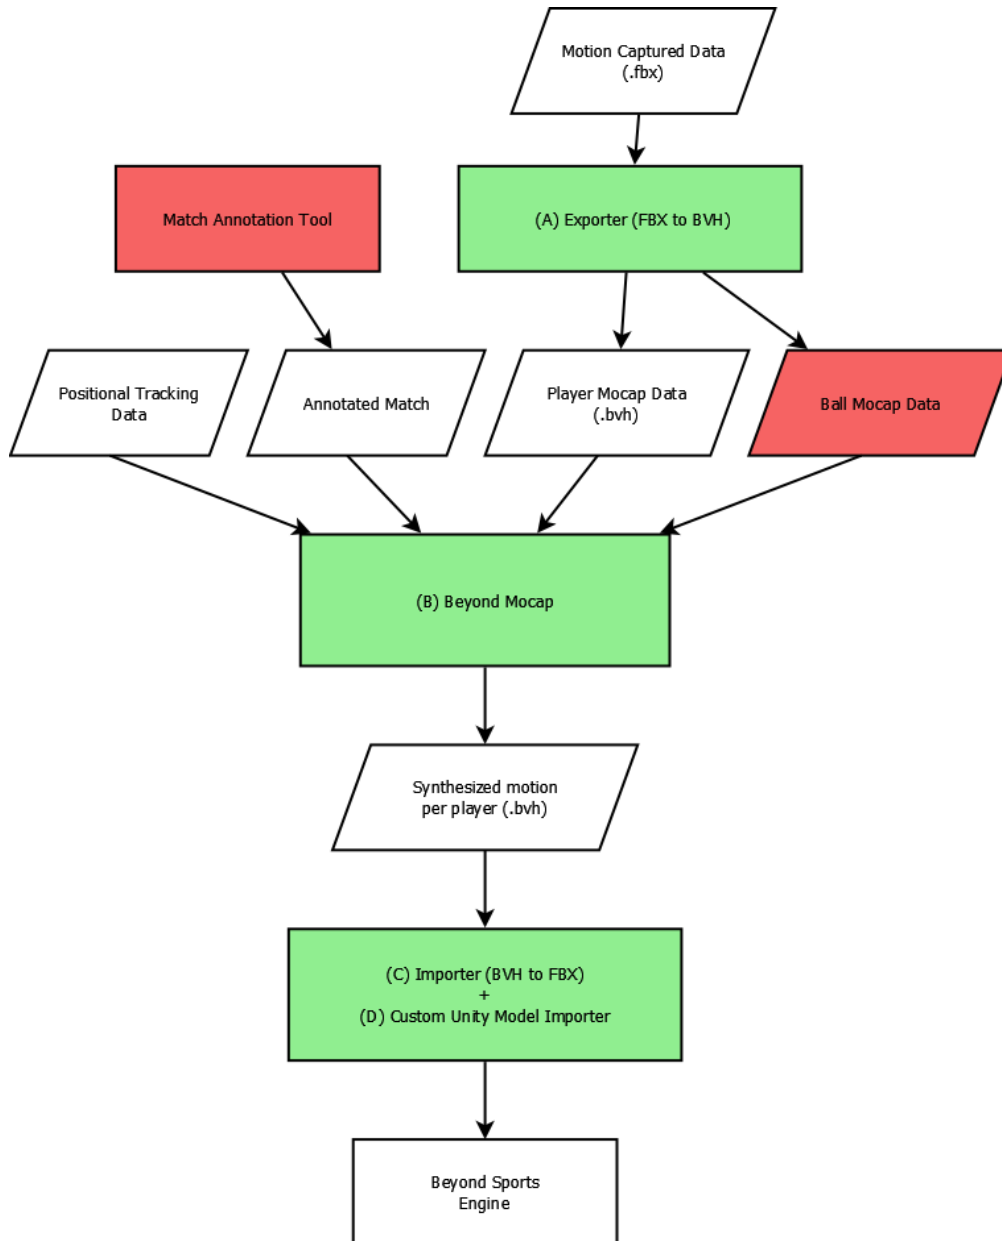 Motion Captured Data
(.fbx)
Match Annotation Tool
(A) Exporter (FBX to BVH)
Positional Tracking
Data
Annotated Match
Player Mocap Data
(.bvh)
Ball Mocap Data
(B) Beyond Mocap
Synthesized motion
per player (.bvh)
(C) Importer (BVH to FBX)
+
(D) Custom Unity Model Importer
Beyond Sports
Engine